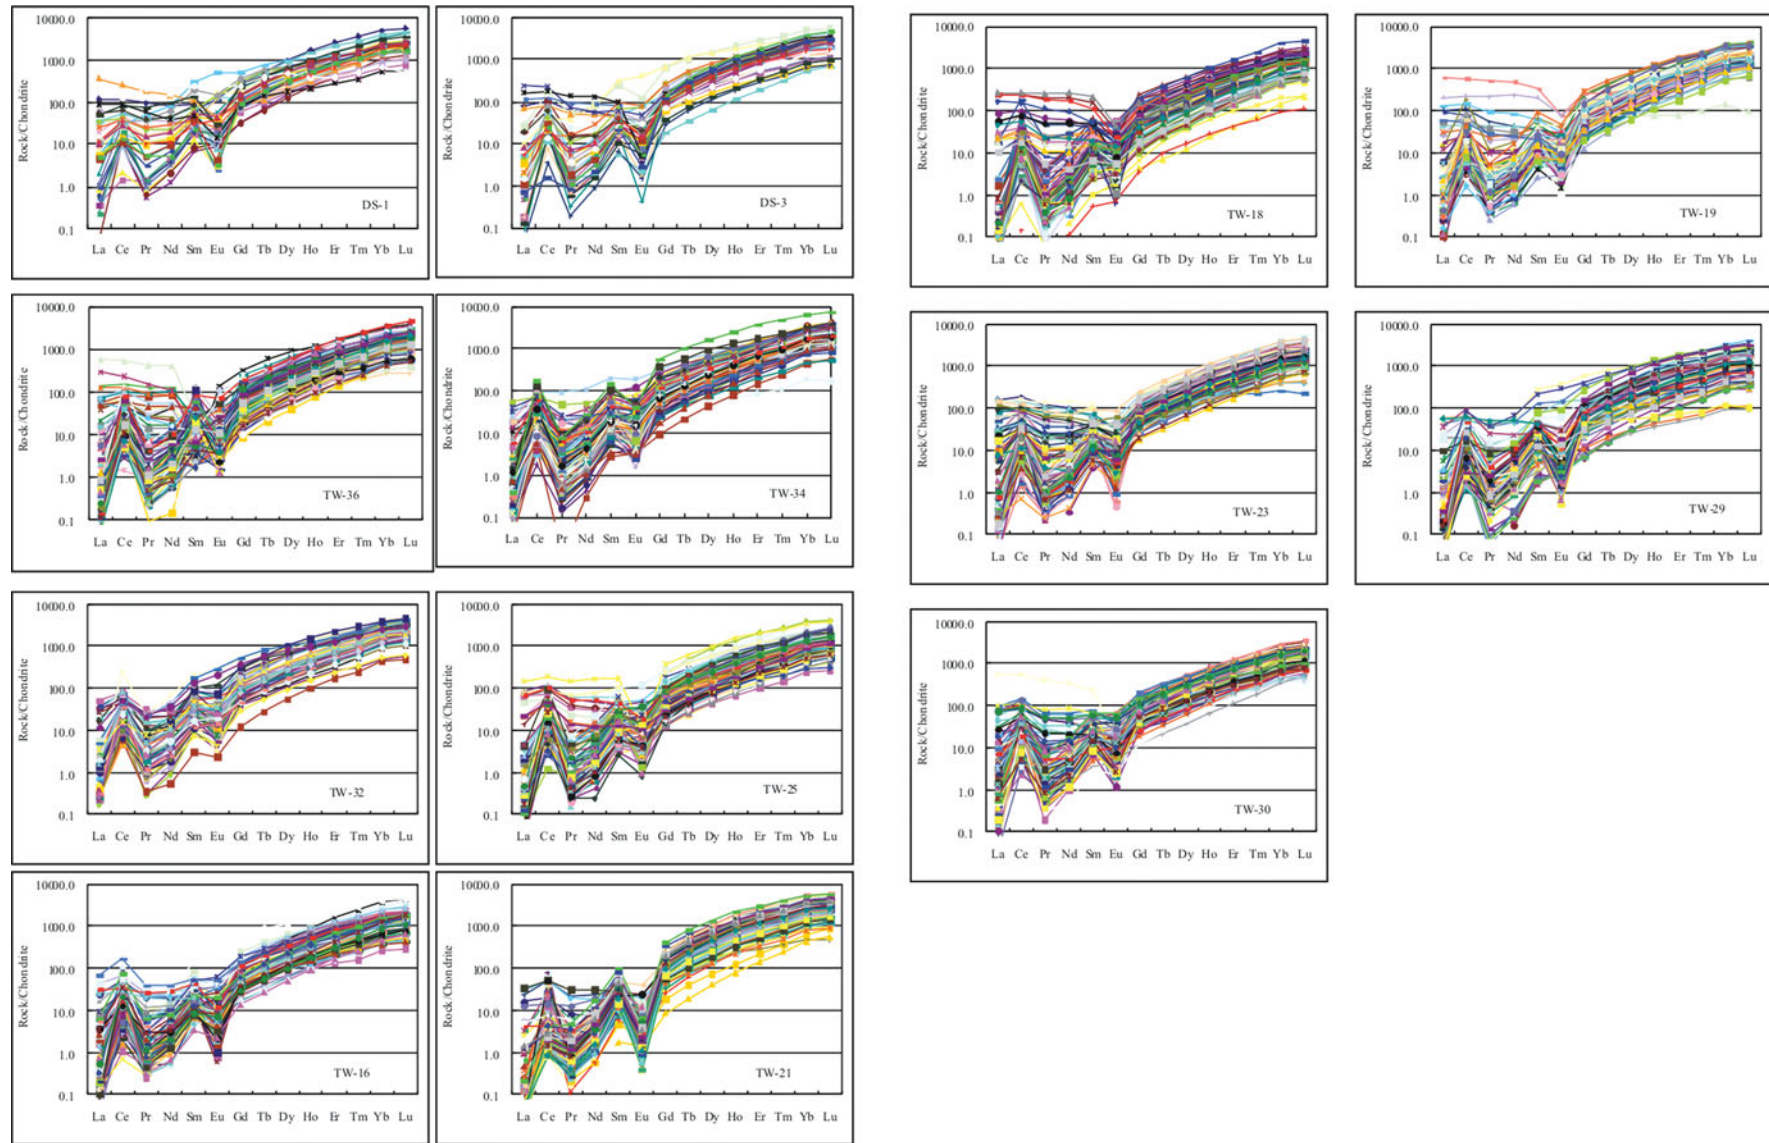 Rock/Chondrite
10000.0
1000.0
100.0
10.0
1.0
0.1
DS-1
La Ce Pr Nd Sm Eu Gd Tb Dy Ho Er Tm Yb Lu
Rock/Chondrite
10000.0
1000.0
100.0
10.0
1.0
0.1
DS-3
La Ce Pr Nd Sm Eu Gd Tb Dy Ho Er Tm Yb Lu
Rock/Chondrite
10000.0
1000.0
100.0
10.0
1.0
0.1
TW-36
La Ce Pr Nd Sm Eu Gd Tb Dy Ho Er Tm Yb Lu
Rock/Chondrite
10000.0
1000.0
100.0
10.0
1.0
0.1
TW-34
La Ce Pr Nd Sm Eu Gd Tb Dy Ho Er Tm Yb Lu
Rock/Chondrite
10000.0
1000.0
100.0
10.0
1.0
0.1
TW-32
La Ce Pr Nd Sm Eu Gd Tb Dy Ho Er Tm Yb Lu
Rock/Chondrite
10000.0
1000.0
100.0
10.0
1.0
0.1
TW-25
La Ce Pr Nd Sm Eu Gd Tb Dy Ho Er Tm Yb Lu
Rock/Chondrite
10000.0
1000.0
100.0
10.0
1.0
0.1
TW-16
La Ce Pr Nd Sm Eu Gd Tb Dy Ho Er Tm Yb Lu
Rock/Chondrite
10000.0
1000.0
100.0
10.0
1.0
0.1
TW-21
La Ce Pr Nd Sm Eu Gd Tb Dy Ho Er Tm Yb Lu
Rock/Chondrite
10000.0
1000.0
100.0
10.0
1.0
0.1
TW-18
La Ce Pr Nd Sm Eu Gd Tb Dy Ho Er Tm Yb Lu
Rock/Chondrite
10000.0
1000.0
100.0
10.0
1.0
0.1
TW-19
La Ce Pr Nd Sm Eu Gd Tb Dy Ho Er Tm Yb Lu
Rock/Chondrite
10000.0
1000.0
100.0
10.0
1.0
0.1
TW-23
La Ce Pr Nd Sm Eu Gd Tb Dy Ho Er Tm Yb Lu
Rock/Chondrite
10000.0
1000.0
100.0
10.0
1.0
0.1
TW-29
La Ce Pr Nd Sm Eu Gd Tb Dy Ho Er Tm Yb Lu
Rock/Chondrite
10000.0
1000.0
100.0
10.0
1.0
0.1
TW-30
La Ce Pr Nd Sm Eu Gd Tb Dy Ho Er Tm Yb Lu